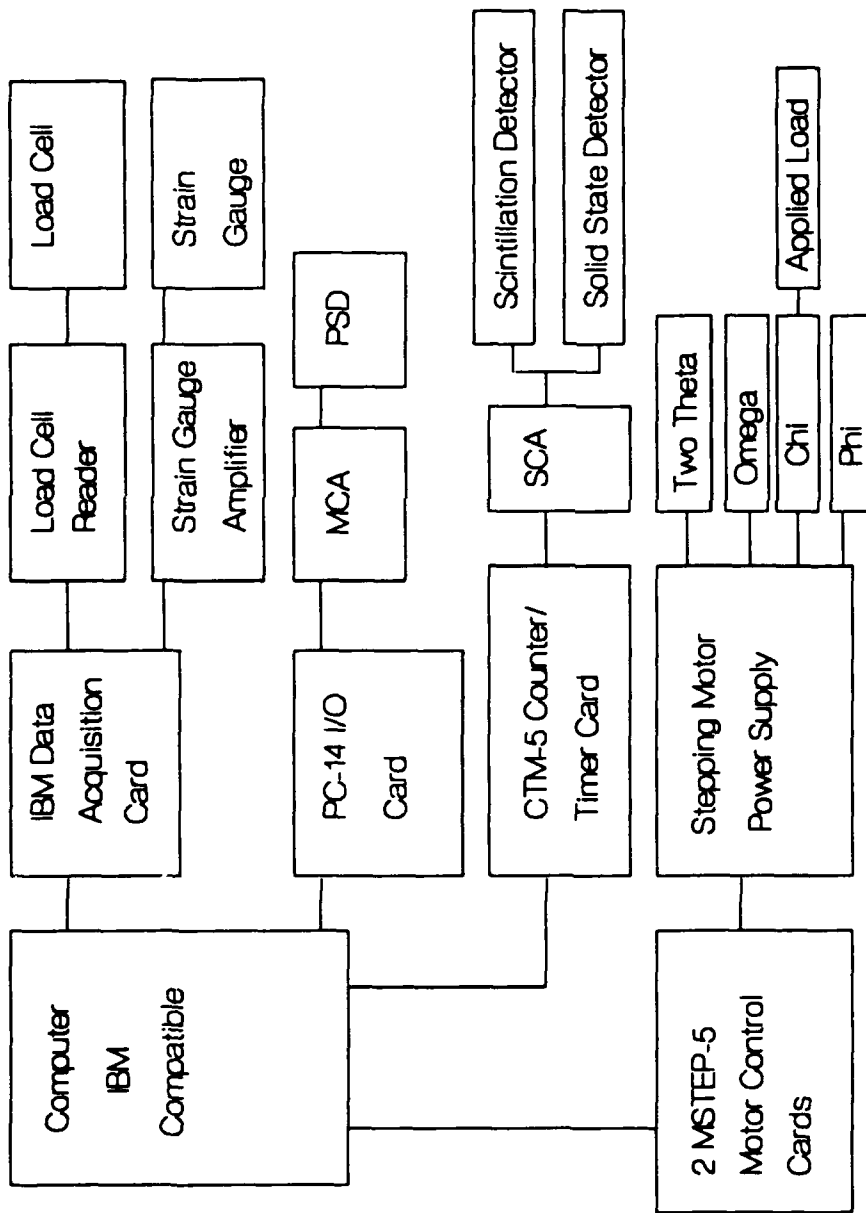 Computer
IBM
Compatible
IBM Data
Acquisition
Card
Load Cell
Reader
Load Cell
Strain Gauge
Amplifier
Strain
Gauge
PC-14 I/O
Card
MCA
PSD
CTM-5 Counter/
Timer Card
SCA
Scintillation Detector
Solid State Detector
2 MSTEP-5
Motor Control
Cards
Stepping Motor
Power Supply
Two Theta
Omega
Chi
Applied Load
Phi